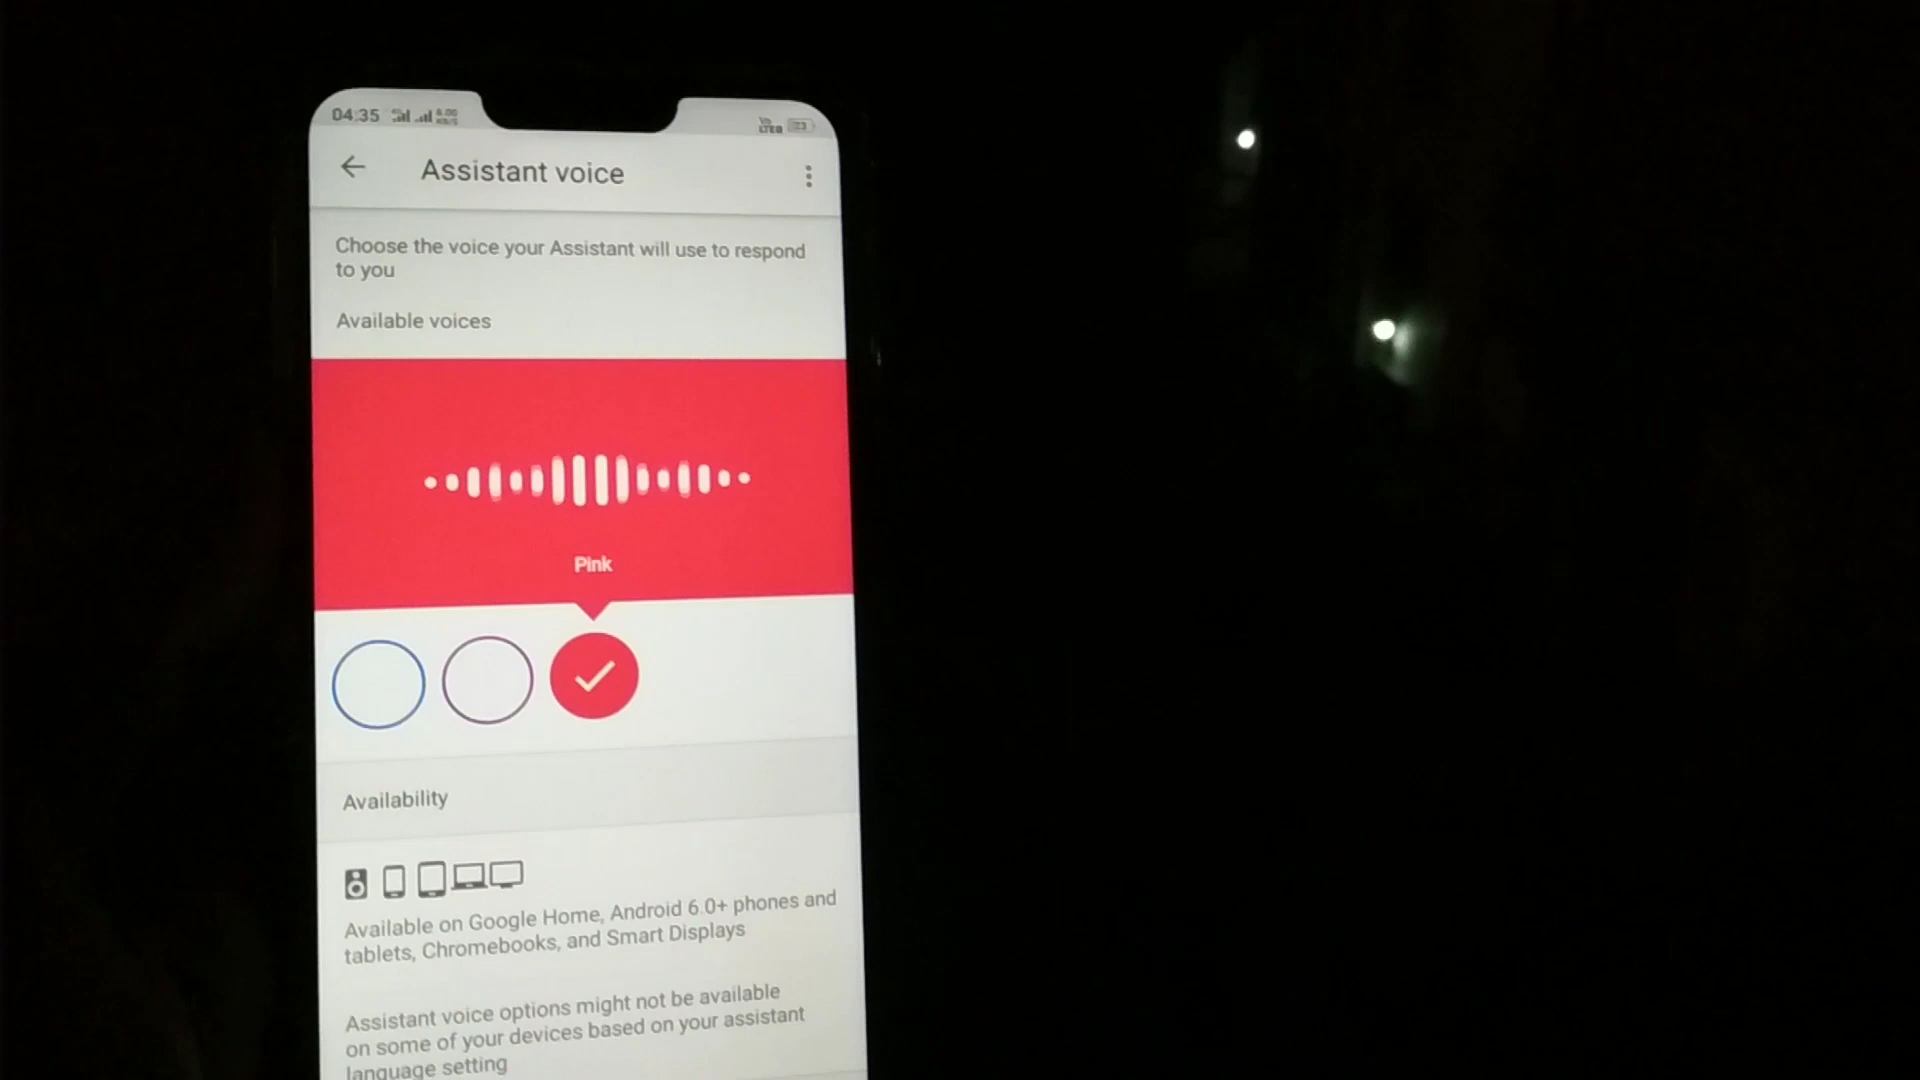 04:35
Assistant voice
Choose the voice your Assistant will use to respond
to you
Available voices
Pink
Availability
Available on Google Home, Android 6.0+ phones and
tablets, Chromebooks, and Smart Displays
Assistant voice options might not be available
on some of your devices based on your assistant
language setting